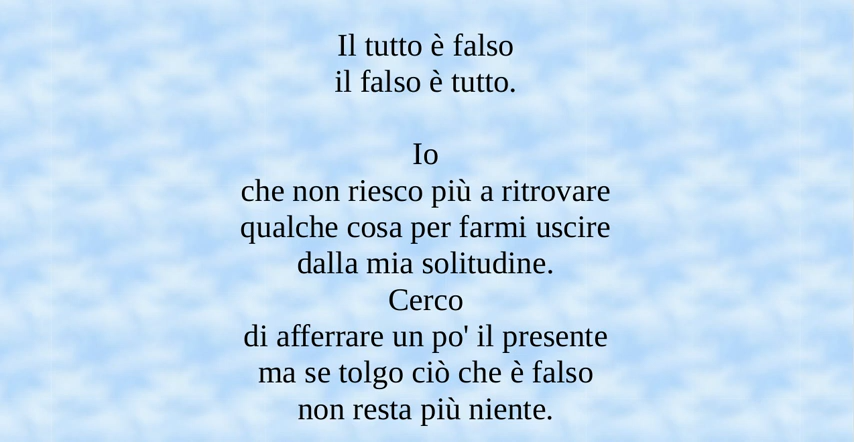 Il tutto è falso
il falso è tutto.
Io
che non riesco più a ritrovare
qualche cosa per farmi uscire
dalla mia solitudine.
Cerco
di afferrare un po' il presente
ma se tolgo ciò che è falso
non resta più niente.